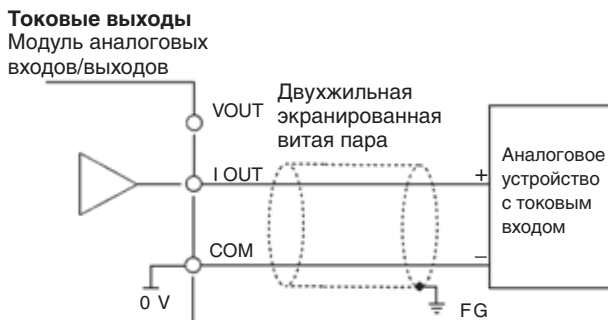 Токовые выходы
Модуль аналоговых
входов/выходов
VOUT
Двухжильная
экранированная
витая пара
I OUT
+
Аналоговое
устройство
с токовым
входом
COM
–
0 V
FG